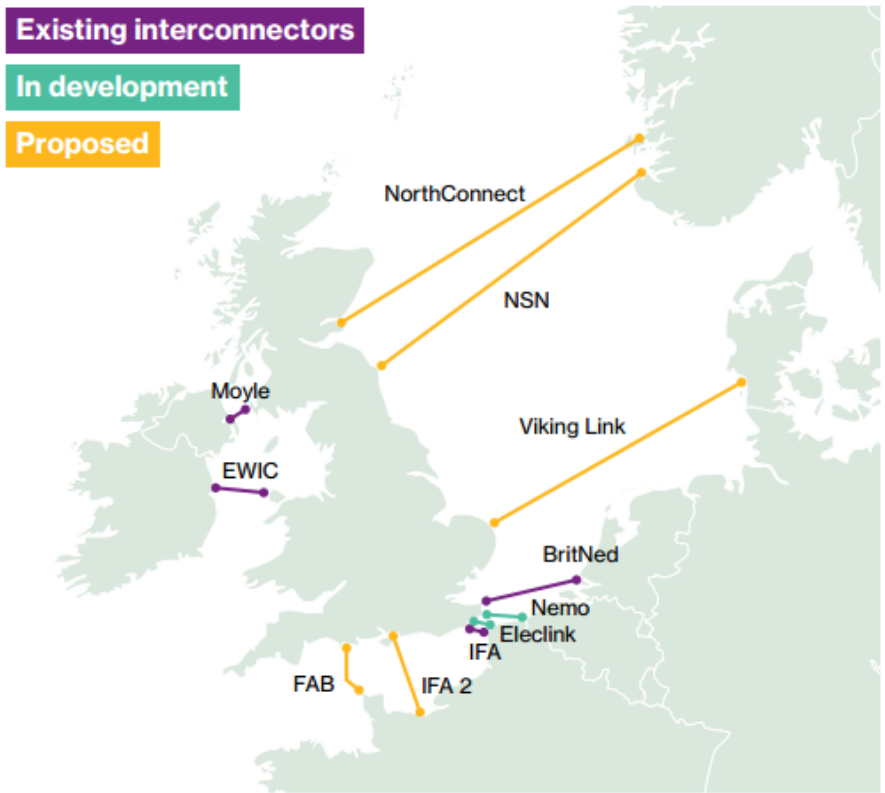 Existing interconnectors
In development
Proposed
NorthConnect
NSN
Moyle
Viking Link
EWIC
BritNed
Nemo
Eleclink
IFA
FAB
IFA 2